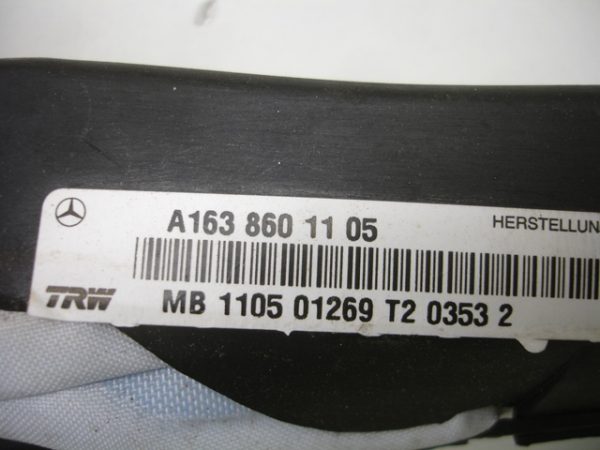 A163 860 11 05
HERSTELLUN
TRW
MB 1105 01269 T2 0353 2